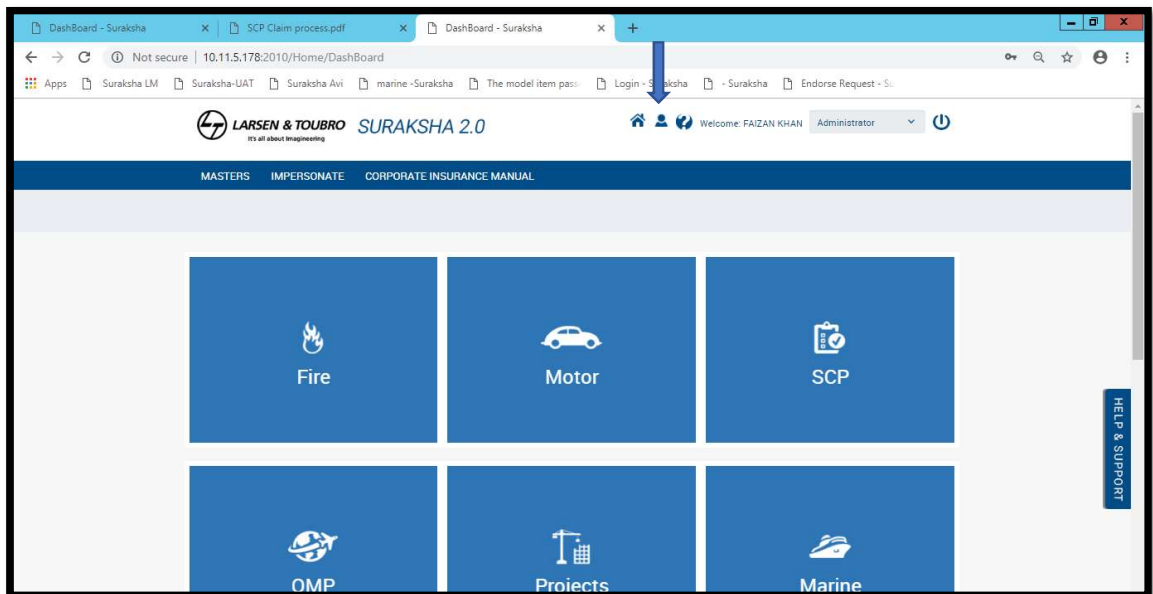 DashBoard - Suraksha
SCP Claim process.pdf
DashBoard - Suraksha
Not secure | 10.11.5.178:2010/Home/DashBoard
Apps
Suraksha LM
Suraksha-UAT
Suraksha Avi
marine -Suraksha
The model item pass
Login - Suraksha
- Suraksha
Endorse Request - Su
LARSEN & TOUBRO
It's all about Imagineering
SURAKSHA 2.0
Welcome: FAIZAN KHAN
Administrator
MASTERS
IMPERSONATE
CORPORATE INSURANCE MANUAL
Fire
Motor
SCP
HELP & SUPPORT
OMP
Projects
Marine